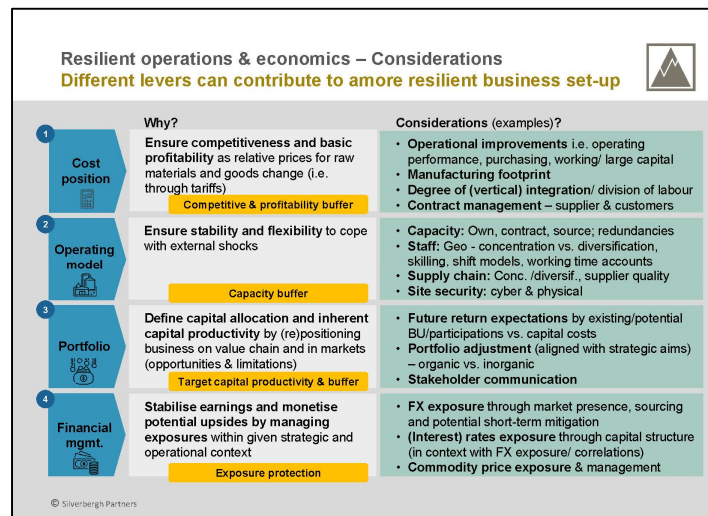 Resilient operations & economics – Considerations
Different levers can contribute to amore resilient business set-up
Why?
Considerations (examples)?
1
Cost
position
Ensure competitiveness and basic
profitability as relative prices for raw
materials and goods change (i.e.
through tariffs)
Competitive & profitability buffer
• Operational improvements i.e. operating
performance, purchasing, working/ large capital
• Manufacturing footprint
• Degree of (vertical) integration/ division of labour
• Contract management – supplier & customers
2
Operating
model
Ensure stability and flexibility to cope
with external shocks
Capacity buffer
• Capacity: Own, contract, source; redundancies
• Staff: Geo - concentration vs. diversification,
skilling, shift models, working time accounts
• Supply chain: Conc. /diversif., supplier quality
• Site security: cyber & physical
3
Portfolio
Define capital allocation and inherent
capital productivity by (re)positioning
business on value chain and in markets
(opportunities & limitations)
Target capital productivity & buffer
• Future return expectations by existing/potential
BU/participations vs. capital costs
• Portfolio adjustment (aligned with strategic aims)
– organic vs. inorganic
• Stakeholder communication
4
Financial
mgmt.
Stabilise earnings and monetise
potential upsides by managing
exposures within given strategic and
operational context
Exposure protection
• FX exposure through market presence, sourcing
and potential short-term mitigation
• (Interest) rates exposure through capital structure
(in context with FX exposure/ correlations)
• Commodity price exposure & management
© Silverbergh Partners